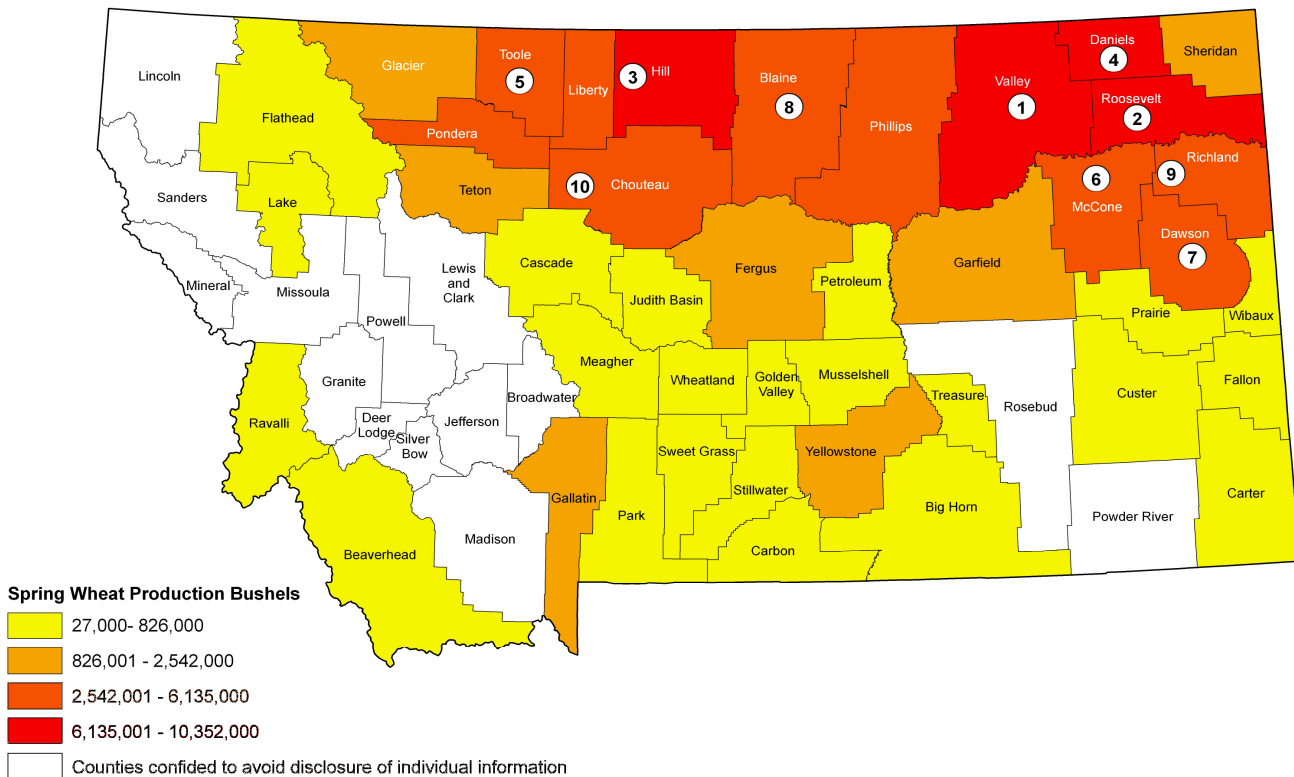 Lincoln
Flathead
Glacier
Toole
5
Liberty
3 Hill
Blaine
8
Phillips
Valley
1
Daniels
4
Sheridan
Roosevelt
2
Pondera
Teton
10 Chouteau
6
McCone
9
Richland
Dawson
7
Sanders
Lake
Mineral
Missoula
Powell
Lewis
and
Clark
Cascade
Judith Basin
Fergus
Petroleum
Garfield
Prairie
Wibaux
Granite
Deer
Lodge
Silver
Bow
Jefferson
Broadwater
Meagher
Wheatland
Golden
Valley
Musselshell
Treasure
Rosebud
Custer
Fallon
Ravalli
Gallatin
Park
Sweet Grass
Stillwater
Yellowstone
Big Horn
Powder River
Carter
Beaverhead
Madison
Carbon
Spring Wheat Production Bushels
27,000- 826,000
826,001 - 2,542,000
2,542,001 - 6,135,000
6,135,001 - 10,352,000
Counties confided to avoid disclosure of individual information